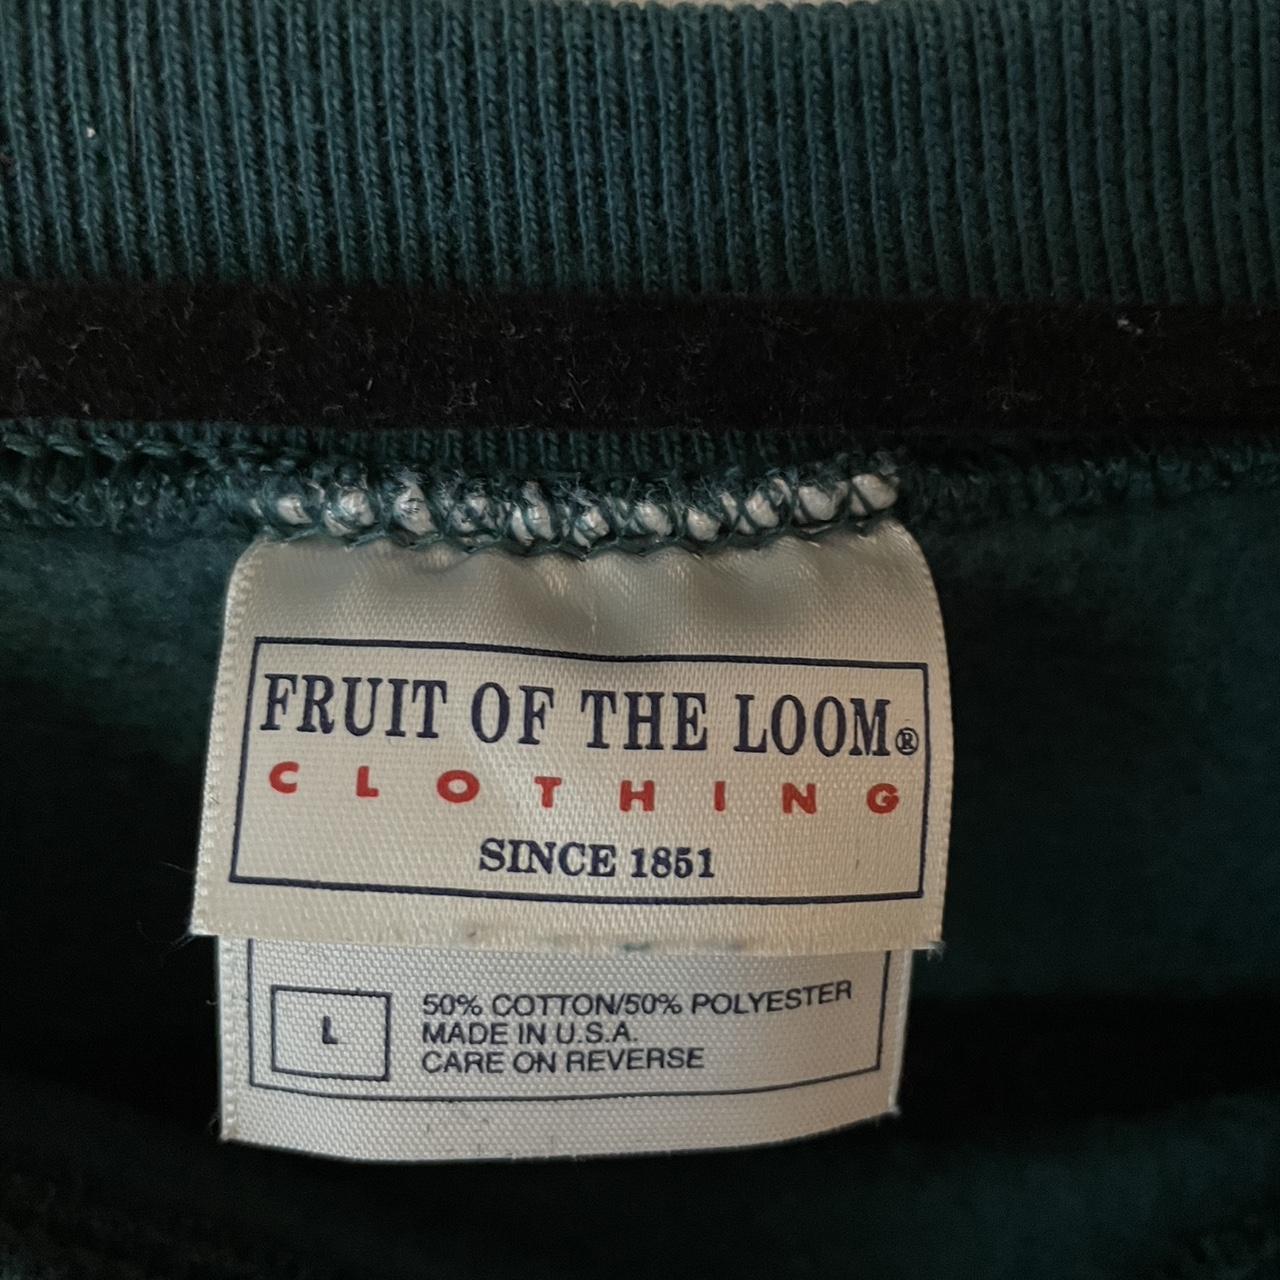 FRUIT OF THE LOOM®
CLOTHING
SINCE 1851
L
50% COTTON/50% POLYESTER
MADE IN U.S.A.
CARE ON REVERSE